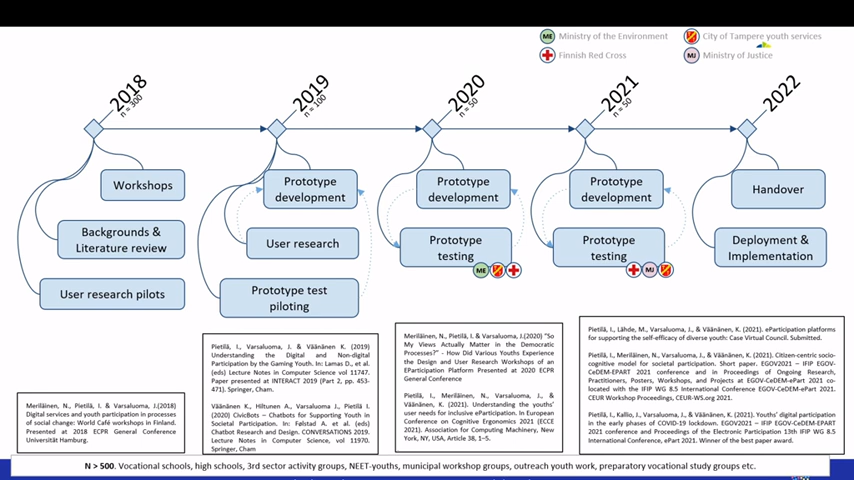 ME Ministry of the Environment
City of Tampere youth services
Finnish Red Cross
MJ Ministry of Justice
2018
n = 300
2019
n = 100
2020
n = 50
2021
n = 50
2022
Workshops
Backgrounds &
Literature review
User research pilots
Prototype
development
User research
Prototype test
piloting
Prototype
development
Prototype
testing
ME
Prototype
development
Prototype
testing
MJ
Handover
Deployment &
Implementation
Meriläinen, N., Pietilä, I. & Varsaluoma, J.(2018)
Digital services and youth participation in processes
of social change: World Café workshops in Finland.
Presented at 2018 ECPR General Conference
Universität Hamburg.
Pietilä, I., Varsaluoma, J. & Väänänen K. (2019)
Understanding the Digital and Non-digital
Participation by the Gaming Youth. In: Lamas D., et al.
(eds) Lecture Notes in Computer Science vol 11747.
Paper presented at INTERACT 2019 (Part 2, pp. 453-
471). Springer, Cham.
Väänänen K., Hiltunen A., Varsaluoma J., Pietilä I.
(2020) CivicBots – Chatbots for Supporting Youth in
Societal Participation. In: Følstad A. et al. (eds)
Chatbot Research and Design. CONVERSATIONS 2019.
Lecture Notes in Computer Science, vol 11970.
Springer, Cham
Meriläinen, N., Pietilä, I. & Varsaluoma, J.(2020) "So
My Views Actually Matter in the Democratic
Processes?" - How Did Various Youths Experience
the Design and User Research Workshops of an
EParticipation Platform Presented at 2020 ECPR
General Conference
Pietilä, I., Meriläinen, N., Varsaluoma, J., &
Väänänen, K. (2021). Understanding the youths'
user needs for inclusive eParticipation. In European
Conference on Cognitive Ergonomics 2021 (ECCE
2021). Association for Computing Machinery, New
York, NY, USA, Article 38, 1–5.
Pietilä, I., Lähde, M., Varsaluoma, J., & Väänänen, K. (2021). eParticipation platforms
for supporting the self-efficacy of diverse youth: Case Virtual Council. Submitted.
Pietilä, I., Meriläinen, N., Varsaluoma, J., & Väänänen, K. (2021). Citizen-centric socio-
cognitive model for societal participation. Short paper. EGOV2021 – IFIP EGOV-
CeDEM-EPART 2021 conference and in Proceedings of Ongoing Research,
Practitioners, Posters, Workshops, and Projects at EGOV-CeDEM-ePart 2021 co-
located with the IFIP WG 8.5 International Conference EGOV-CeDEM-ePart 2021.
CEUR Workshop Proceedings, CEUR-WS.org 2021.
Pietilä, I., Kallio, J., Varsaluoma, J., & Väänänen, K. (2021). Youths' digital participation
in the early phases of COVID-19 lockdown. EGOV2021 – IFIP EGOV-CeDEM-EPART
2021 conference and Proceedings of the Electronic Participation 13th IFIP WG 8.5
International Conference, ePart 2021. Winner of the best paper award.
N > 500. Vocational schools, high schools, 3rd sector activity groups, NEET-youths, municipal workshop groups, outreach youth work, preparatory vocational study groups etc.